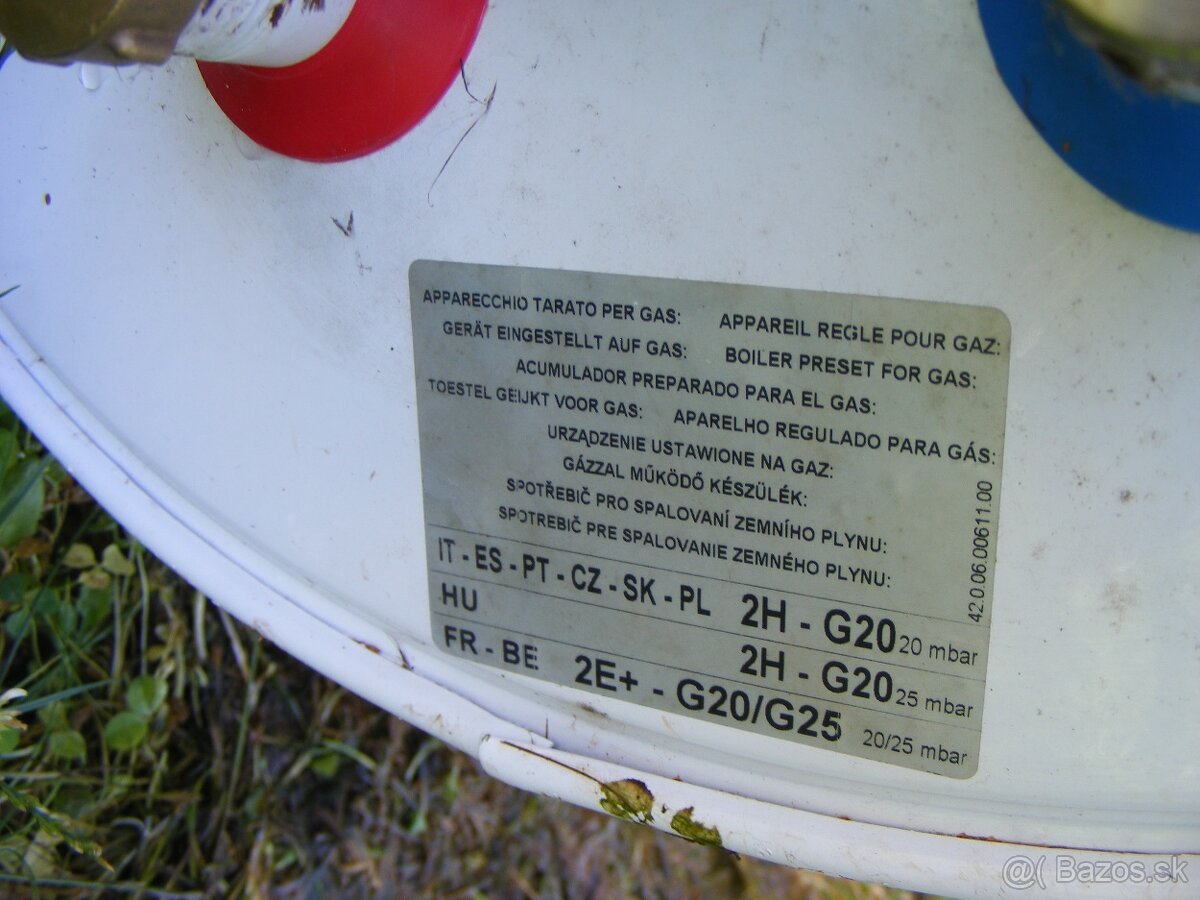 APPARECCHIO TARATO PER GAS: APPAREIL REGLE POUR GAZ:
GERÄT EINGESTELLT AUF GAS: BOILER PRESET FOR GAS:
ACUMULADOR PREPARADO PARA EL GAS:
TOESTEL GEIJKT VOOR GAS: APARELHO REGULADO PARA GÁS:
URZĄDZENIE USTAWIONE NA GAZ:
GÁZZAL MŰKÖDŐ KÉSZÜLÉK:
SPOTŘEBIČ PRO SPALOVANÍ ZEMNÍHO PLYNU:
SPOTREBIČ PRE SPALOVANIE ZEMNÉHO PLYNU:
42.0.06.00611.00
IT - ES - PT - CZ - SK - PL 2H - G20 20 mbar
HU 2H - G20 25 mbar
FR - BE 2E+ - G20/G25 20/25 mbar
@( Bazos.sk